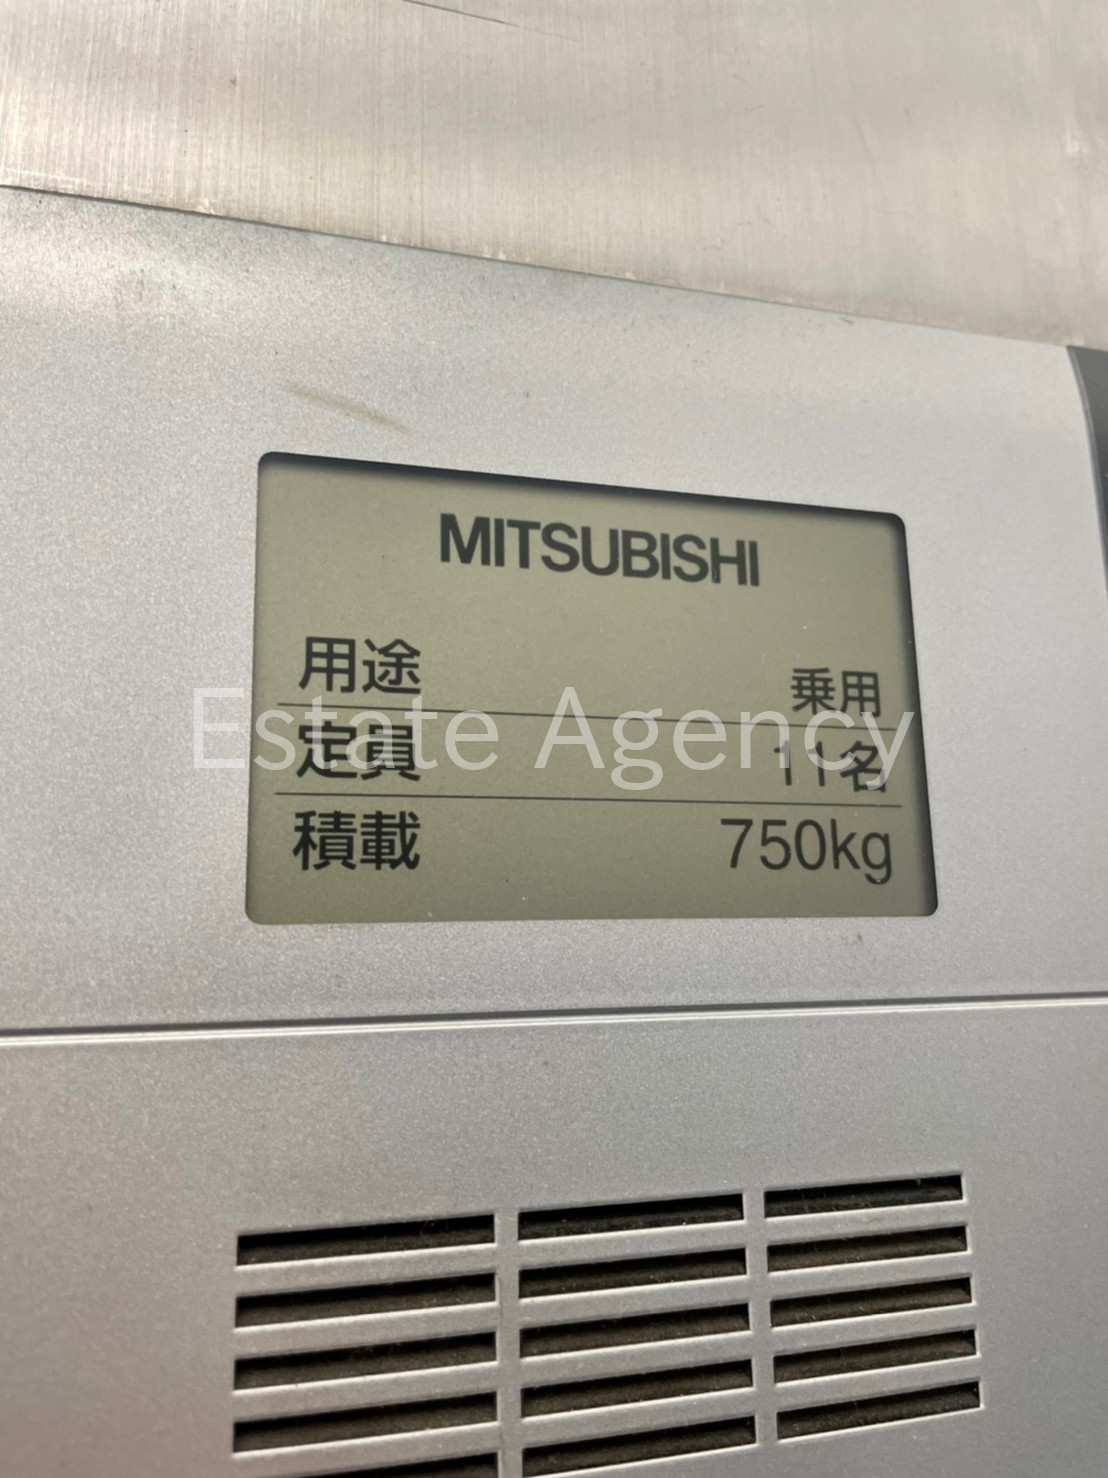 MITSUBISHI
用途 乗用
Estate Agency
定員 11名
積載 750kg